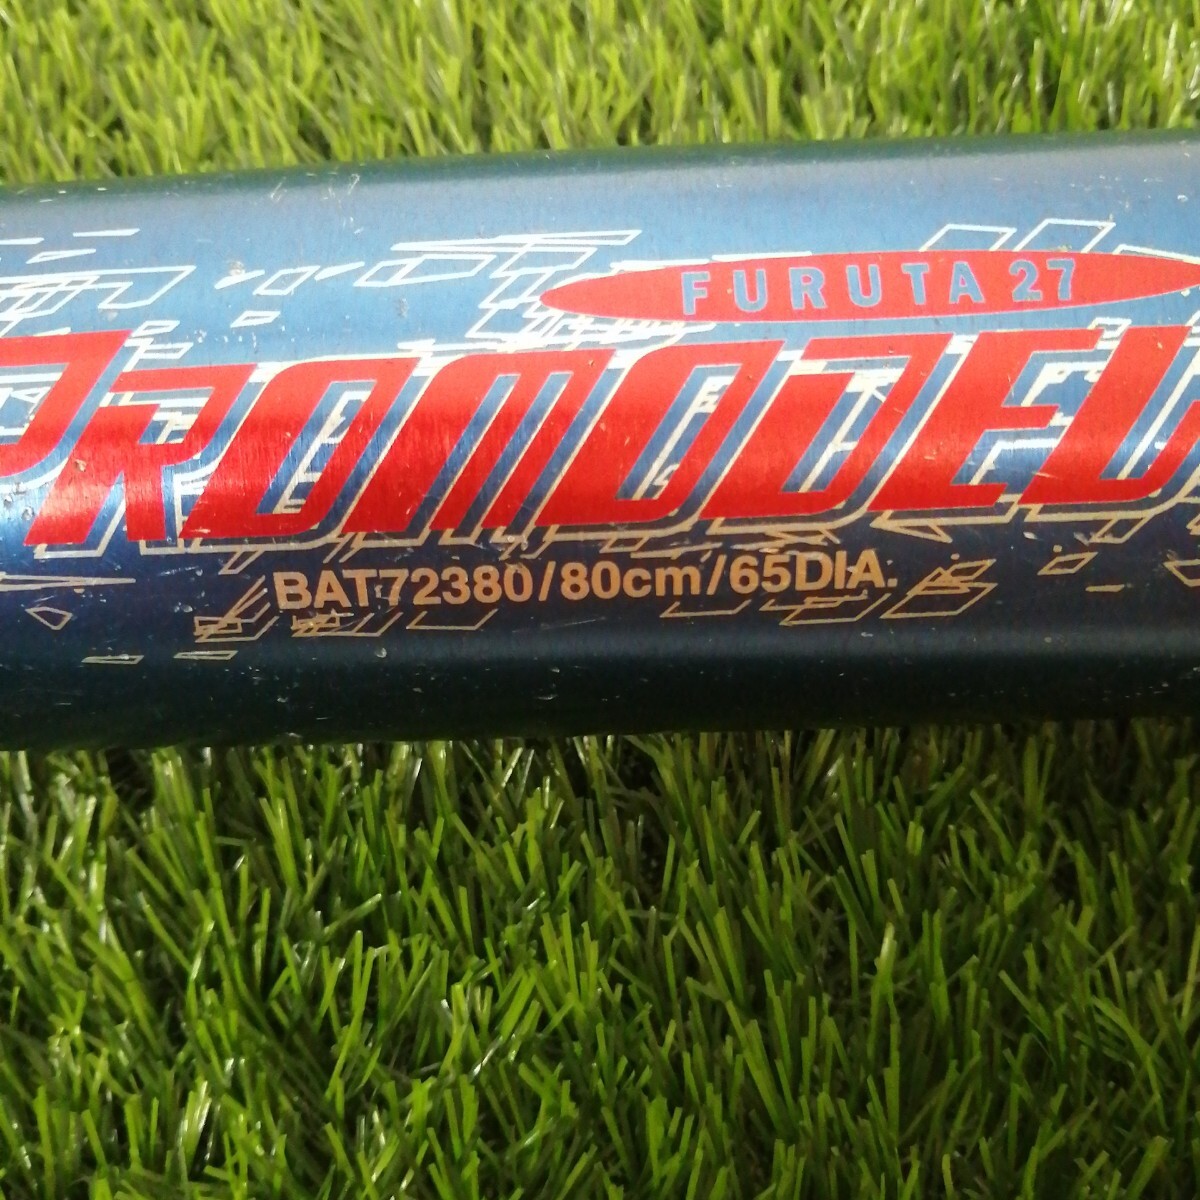 FURUTA 27
PROMODEL
BAT72380/80cm/65DIA.